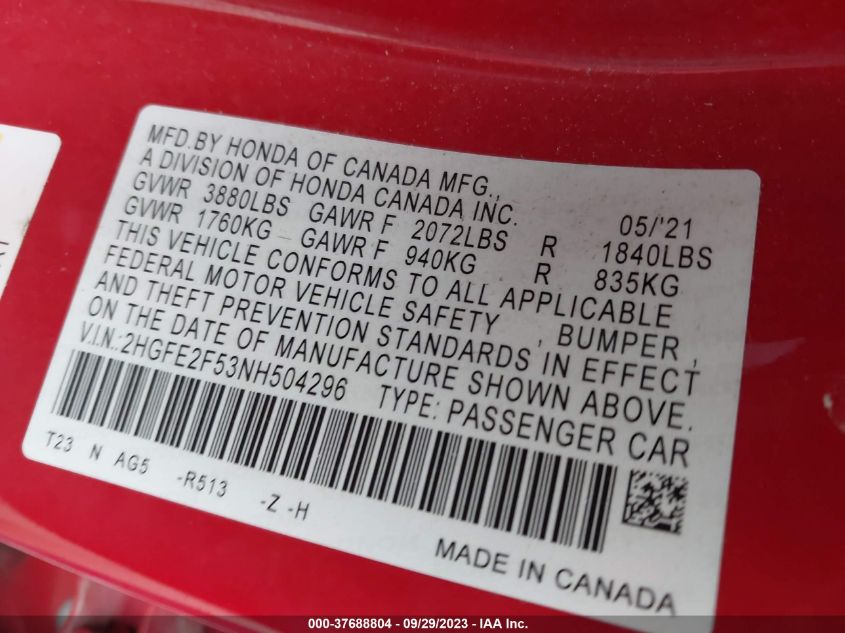 MFD.BY HONDA OF CANADA MFG.,
A DIVISION OF HONDA CANADA INC. 05/'21
GVWR 3880LBS GAWR F 2072LBS R 1840LBS
GVWR 1760KG GAWR F 940KG R 835KG
THIS VEHICLE CONFORMS TO ALL APPLICABLE
FEDERAL MOTOR VEHICLE SAFETY , BUMPER ,
AND THEFT PREVENTION STANDARDS IN EFFECT
ON THE DATE OF MANUFACTURE SHOWN ABOVE.
V.I.N.:2HGFE2F53NH504296 TYPE: PASSENGER CAR
T23 N AG5 -R513 -Z -H
MADE IN CANADA
000-37688804 - 09/29/2023 - IAA Inc.